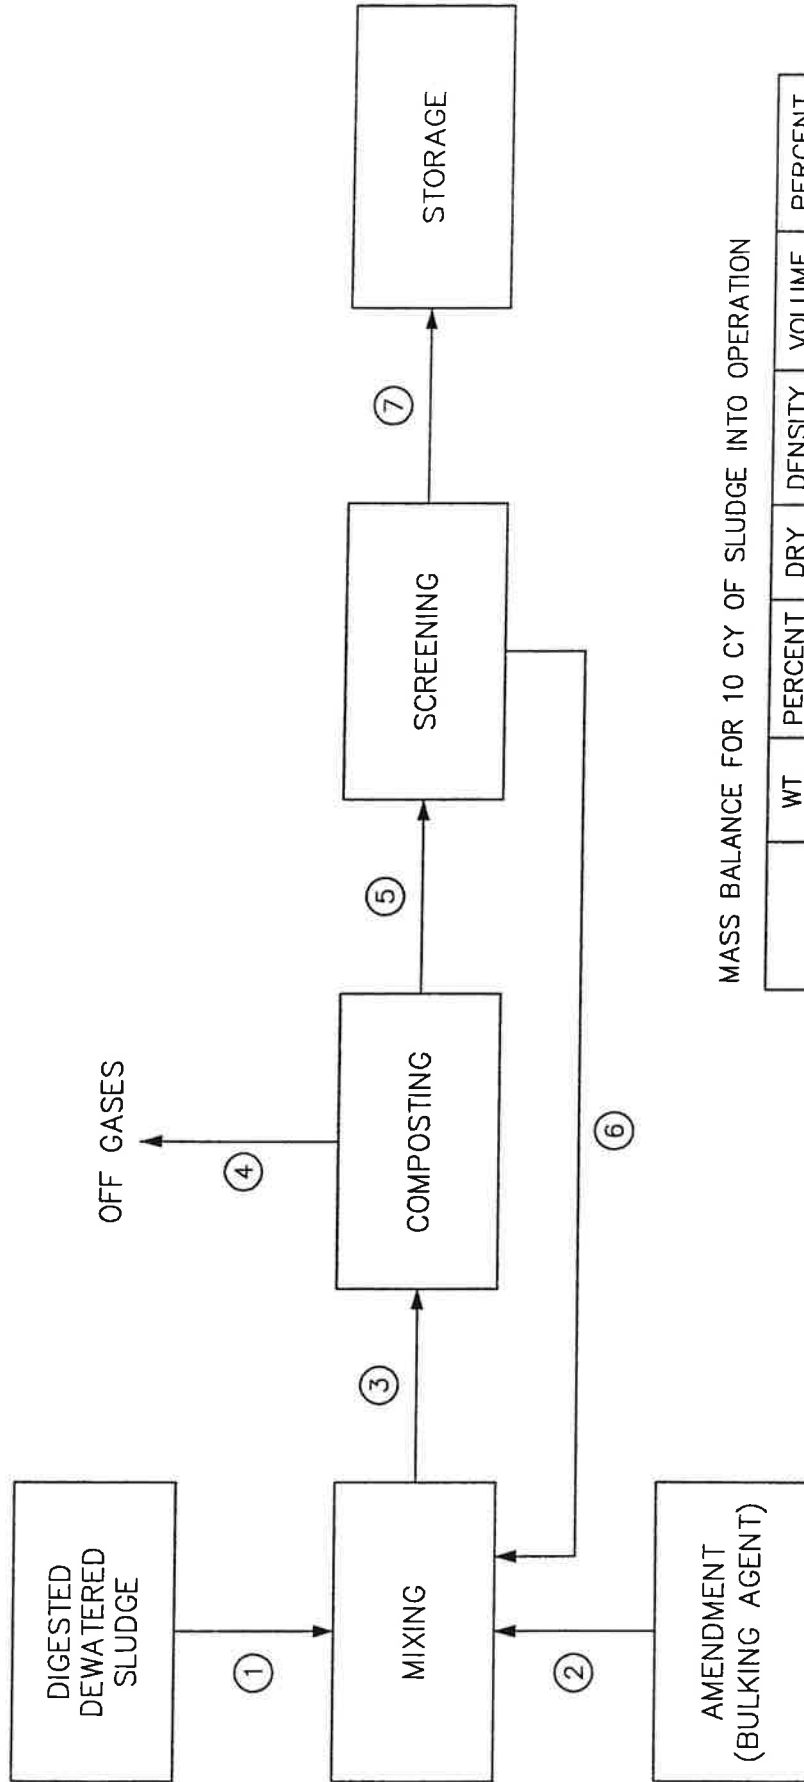 DIGESTED
DEWATERED
SLUDGE
①
MIXING
②
AMENDMENT
(BULKING AGENT)
③
OFF GASES
④
COMPOSTING
⑤
⑥
SCREENING
⑦
STORAGE
MASS BALANCE FOR 10 CY OF SLUDGE INTO OPERATION
WT PERCENT DRY DENSITY VOLUME PERCENT